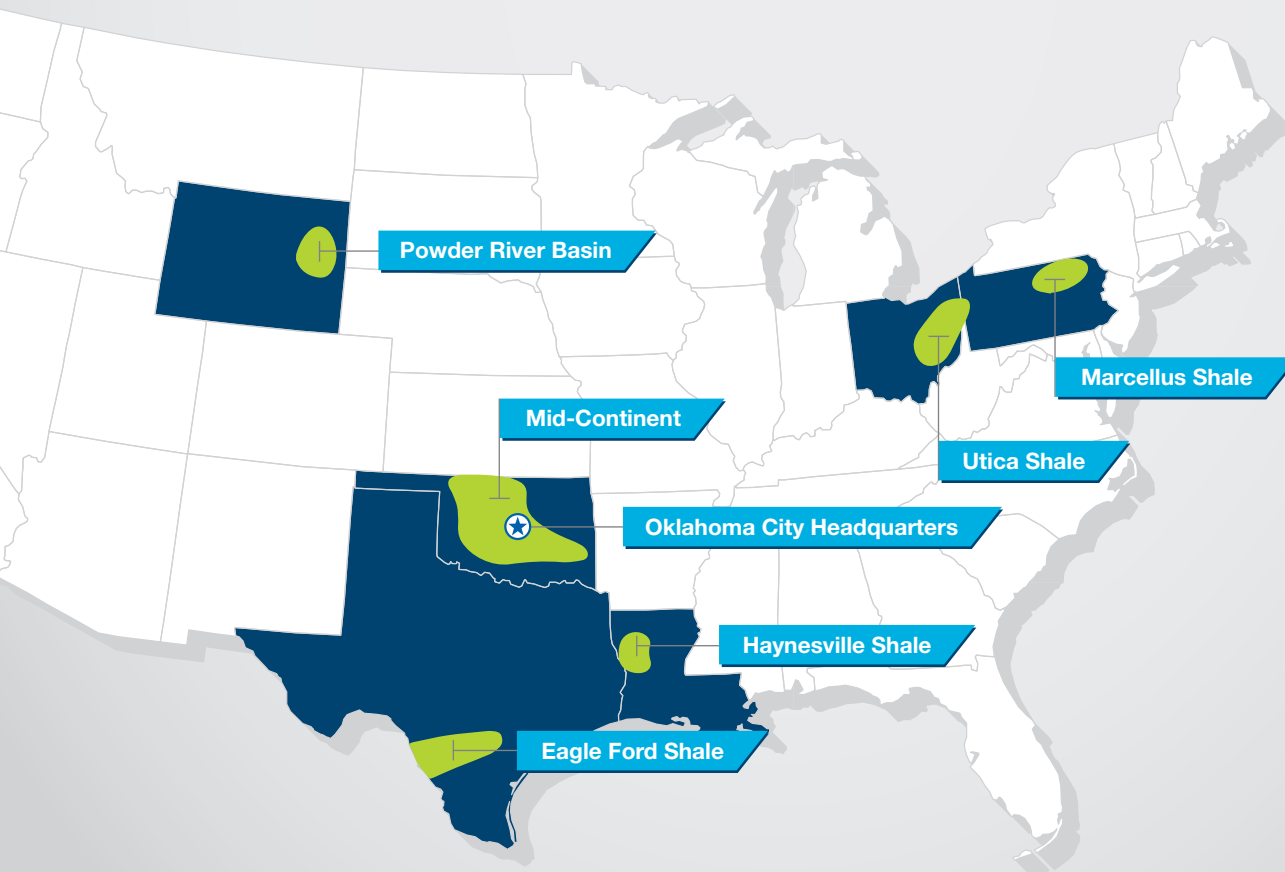 Powder River Basin
Marcellus Shale
Mid-Continent
Utica Shale
Oklahoma City Headquarters
Haynesville Shale
Eagle Ford Shale